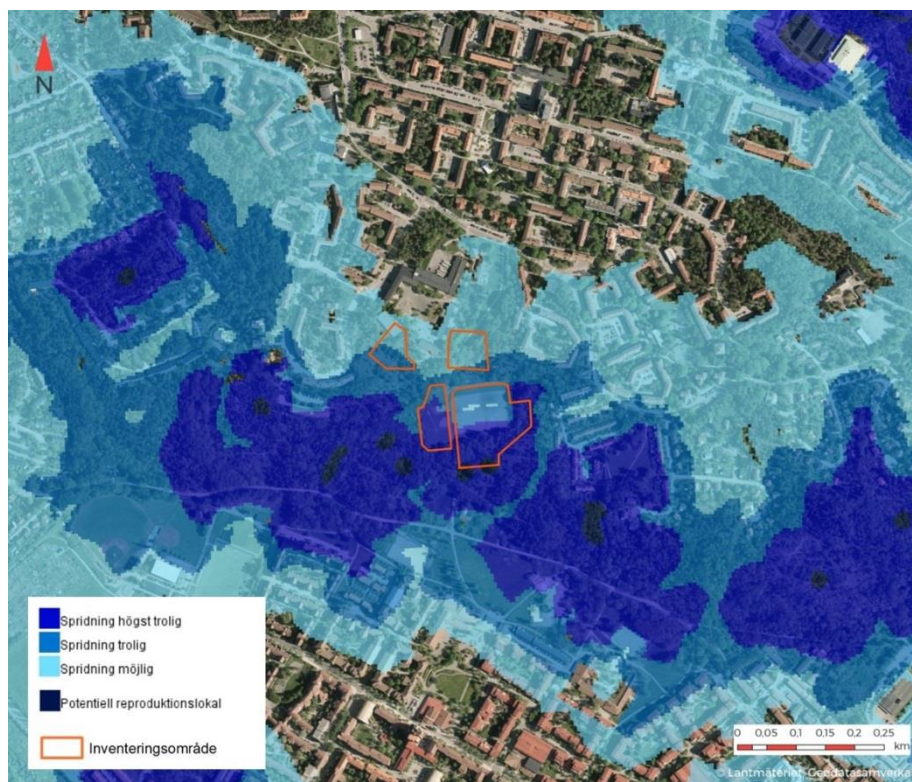 N
Spridning högst trolig
Spridning trolig
Spridning möjlig
Potentiell reproduktionslokal
Inventeringsområde
0 0,05 0,1 0,15 0,2 0,25
km
© Lantmäteriet Geodatasamverkan